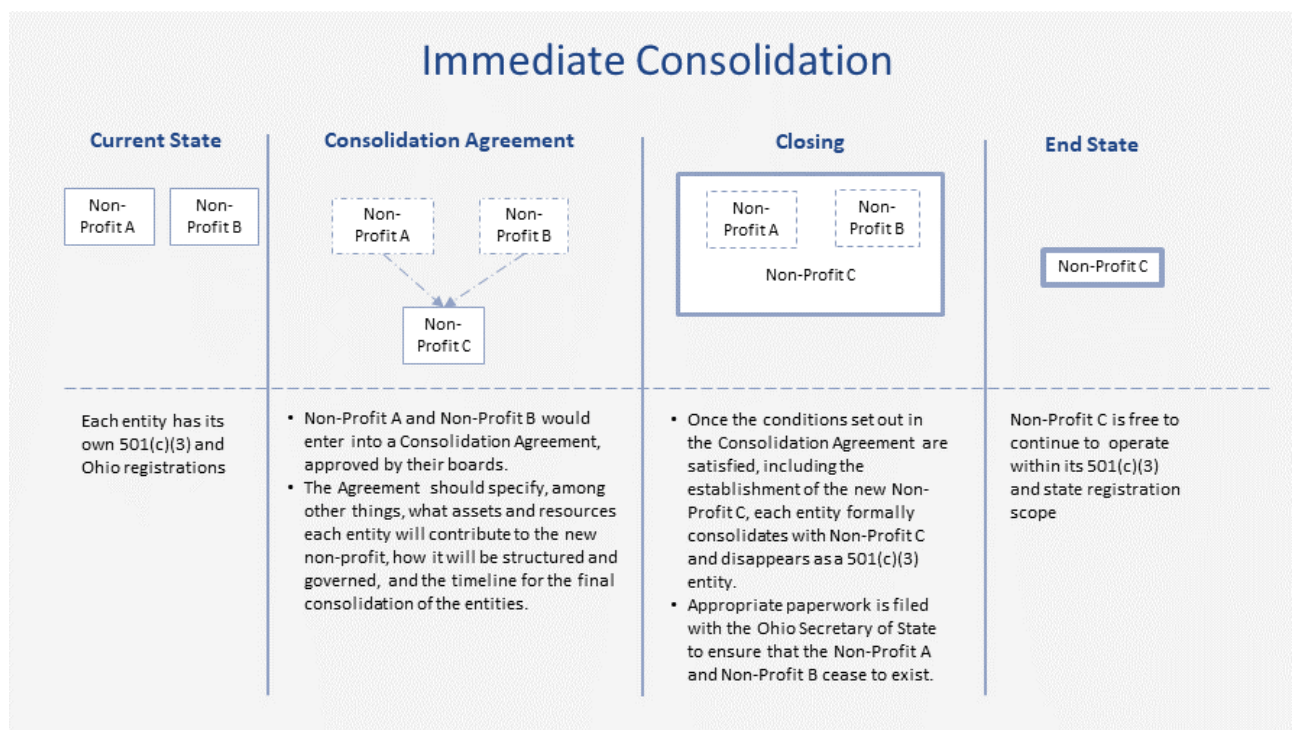 Immediate Consolidation
Current State
Non-
Profit A
Non-
Profit B
Each entity has its
own 501(c)(3) and
Ohio registrations
Consolidation Agreement
Non-
Profit A
Non-
Profit B
Non-
Profit C
• Non-Profit A and Non-Profit B would
enter into a Consolidation Agreement,
approved by their boards.
• The Agreement should specify, among
other things, what assets and resources
each entity will contribute to the new
non-profit, how it will be structured and
governed, and the timeline for the final
consolidation of the entities.
Closing
Non-
Profit A
Non-
Profit B
Non-Profit C
• Once the conditions set out in
the Consolidation Agreement are
satisfied, including the
establishment of the new Non-
Profit C, each entity formally
consolidates with Non-Profit C
and disappears as a 501(c)(3)
entity.
• Appropriate paperwork is filed
with the Ohio Secretary of State
to ensure that the Non-Profit A
and Non-Profit B cease to exist.
End State
Non-Profit C
Non-Profit C is free to
continue to operate
within its 501(c)(3)
and state registration
scope